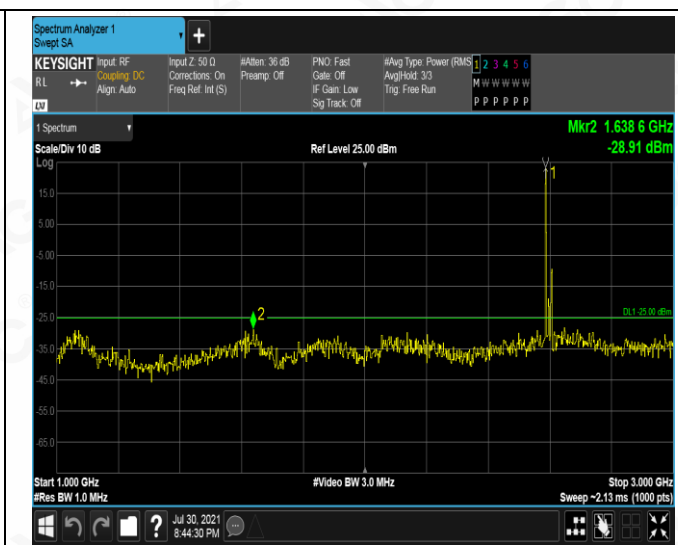 Spectrum Analyzer 1
Swept SA
KEYSIGHT
RL
LXI
Input: RF
Coupling: DC
Align: Auto
Input Z: 50 Ω
Corrections: On
Freq Ref: Int (S)
#Atten: 36 dB
Preamp: Off
PNO: Fast
Gate: Off
IF Gain: Low
Sig Track: Off
#Avg Type: Power (RMS
Avg|Hold: 3/3
Trig: Free Run
1 2 3 4 5 6
M W W W W W
P P P P P P
1 Spectrum
Mkr2 1.638 6 GHz
Scale/Div 10 dB
Ref Level 25.00 dBm
-28.91 dBm
Log
1
15.0
5.00
-5.00
-15.0
-25.0
2
DL1 -25.00 dBm
-35.0
-45.0
-55.0
-65.0
Start 1.000 GHz
#Video BW 3.0 MHz
Stop 3.000 GHz
#Res BW 1.0 MHz
Sweep ~2.13 ms (1000 pts)
?
Jul 30, 2021
8:44:30 PM